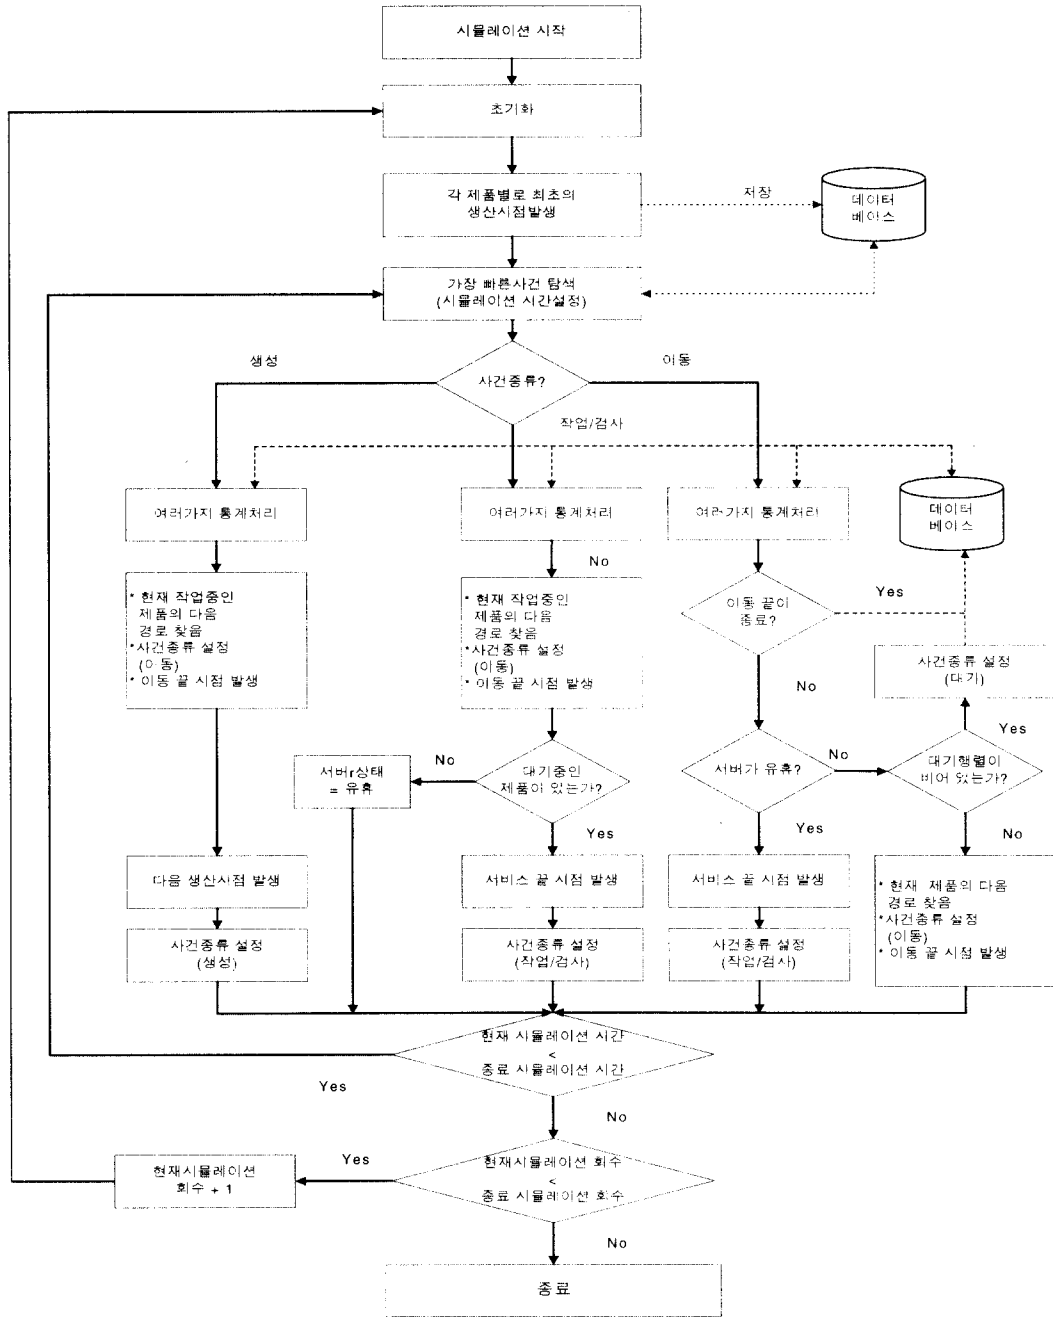 시뮬레이션 시작
초기화
각 제품별로 최초의
생산시점발생
저장
데이터
베이스
가장 빠른사건 탐색
(시뮬레이션 시간설정)
생성
이동
사건종류?
작업/검사
여러가지 통계처리
여러가지 통계처리
여러가지 통계처리
데이터
베이스
No
* 현재 작업중인
제품의 다음
경로 찾음
*사건종류 설정
(이동)
* 이동 끝 시점 발생
* 현재 작업중인
제품의 다음
경로 찾음
*사건종류 설정
(이동)
* 이동 끝 시점 발생
이동 끝이
종료?
Yes
No
사건종류 설정
(대기)
Yes
서버r상태
= 유휴
No
대기중인
제품이 있는가?
서버가 유휴?
No
대기행렬이
비어 있는가?
Yes
Yes
No
다음 생산시점 발생
서비스 끝 시점 발생
서비스 끝 시점 발생
* 현재 제품의 다음
경로 찾음
*사건종류 설정
(이동)
* 이동 끝 시점 발생
사건종류 설정
(생성)
사건종류 설정
(작업/검사)
사건종류 설정
(작업/검사)
현재 시뮬레이션 시간
<
종료 시뮬레이션 시간
Yes
No
현재시뮬레이션
회수 + 1
Yes
현재시뮬레이션 회수
<
종료 시뮬레이션 회수
No
종료